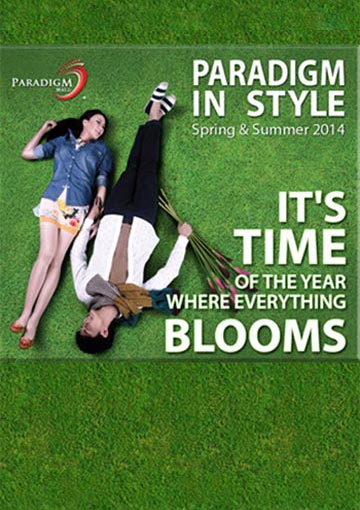 PARADIGM
MALL
PARADIGM
IN STYLE
Spring & Summer 2014
IT'S
TIME
OF THE YEAR
WHERE EVERYTHING
BLOOMS